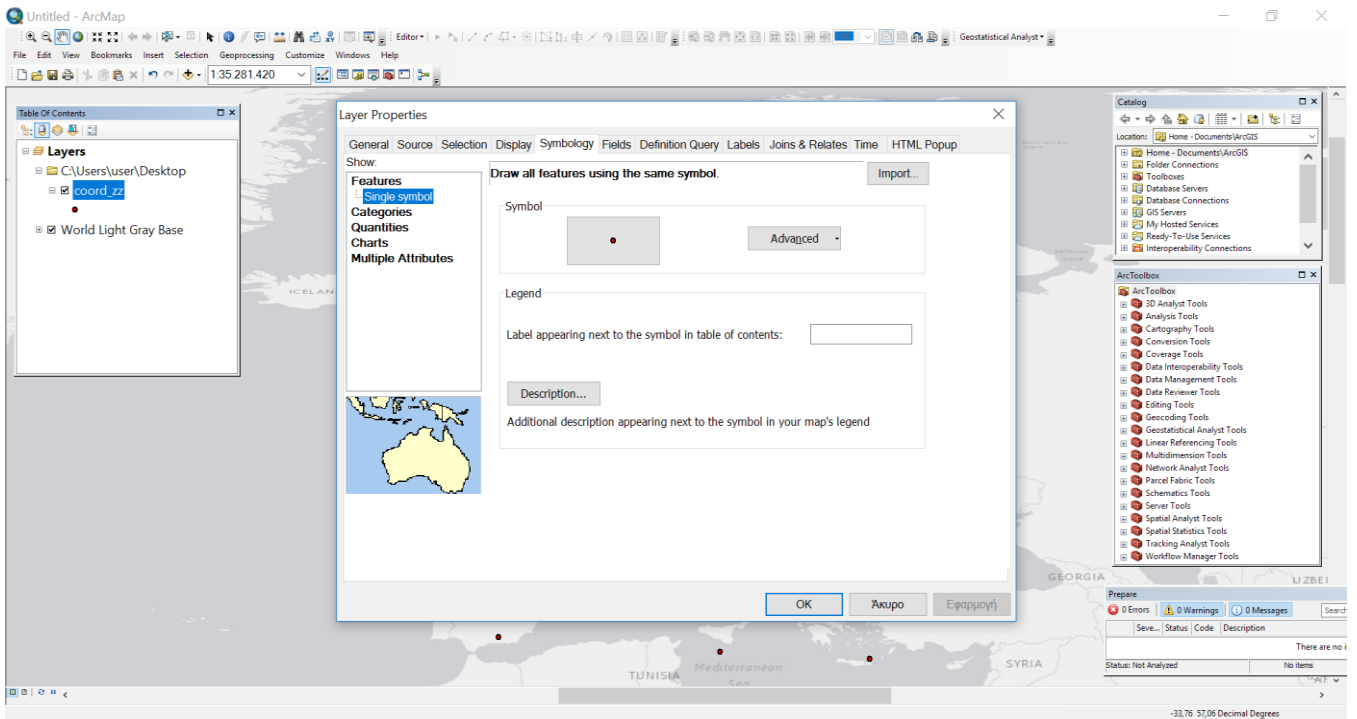 Untitled - ArcMap
Editor
Geostatistical Analyst
File Edit View Bookmarks Insert Selection Geoprocessing Customize Windows Help
1:35.281.420
Table Of Contents
Layers
C:\Users\user\Desktop
coord_zz
World Light Gray Base
Layer Properties
General Source Selection Display Symbology Fields Definition Query Labels Joins & Relates Time HTML Popup
Show:
Features
Single symbol
Categories
Quantities
Charts
Multiple Attributes
Draw all features using the same symbol.
Import...
Symbol
Advanced
Legend
Label appearing next to the symbol in table of contents:
Description...
Additional description appearing next to the symbol in your map's legend
OK Άκυρο Εφαρμογή
Catalog
Location: Home - Documents\ArcGIS
Home - Documents\ArcGIS
Folder Connections
Toolboxes
Database Servers
Database Connections
GIS Servers
My Hosted Services
Ready-To-Use Services
Interoperability Connections
ArcToolbox
ArcToolbox
3D Analyst Tools
Analysis Tools
Cartography Tools
Conversion Tools
Coverage Tools
Data Interoperability Tools
Data Management Tools
Data Reviewer Tools
Editing Tools
Geocoding Tools
Geostatistical Analyst Tools
Linear Referencing Tools
Multidimension Tools
Network Analyst Tools
Parcel Fabric Tools
Schematics Tools
Server Tools
Spatial Analyst Tools
Spatial Statistics Tools
Tracking Analyst Tools
Workflow Manager Tools
Prepare
0 Errors 0 Warnings 0 Messages Search
Seve... Status Code Description
There are no i
Status: Not Analyzed No items
White
Sea
ICELAN
GEORGIA
UZBEI
SYRIA
TUNISIA
Mediterranean
Sea
-33,76 57,06 Decimal Degrees